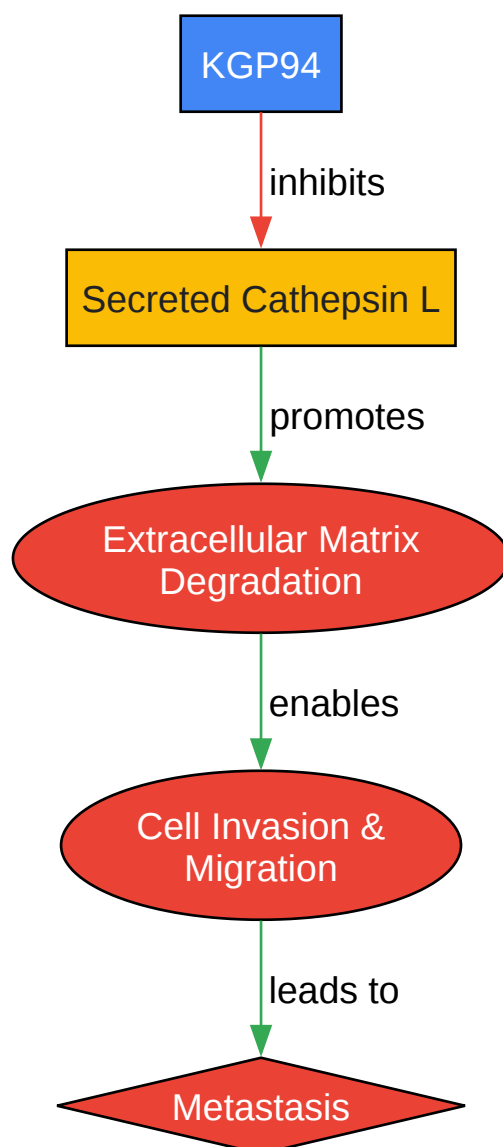 KGP94
inhibits
Secreted Cathepsin L
promotes
Extracellular Matrix
Degradation
enables
Cell Invasion &
Migration
leads to
Metastasis